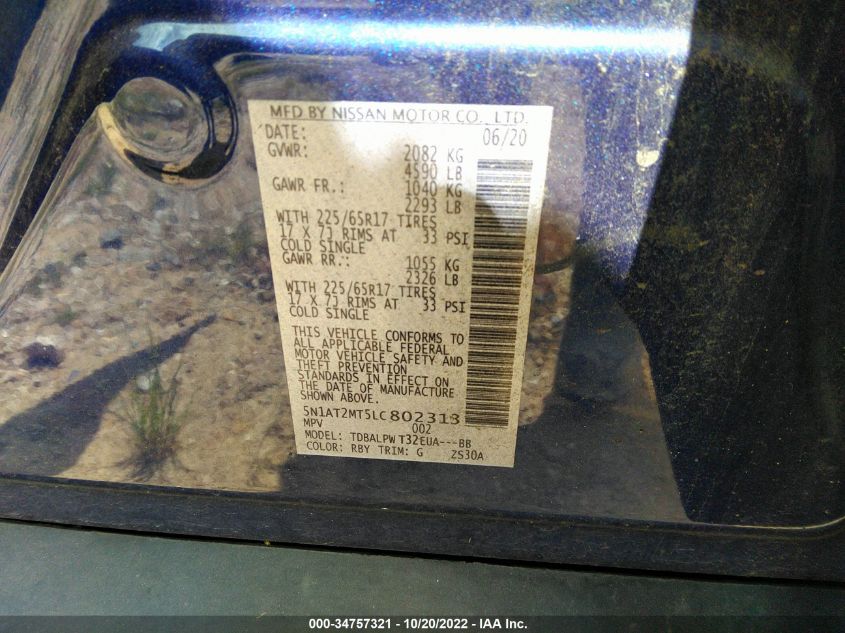 MFD BY NISSAN MOTOR CO., LTD.
DATE: 06/20
GVWR: 2082 KG
4590 LB
GAWR FR.: 1040 KG
2293 LB
WITH 225/65R17 TIRES
17 X 7J RIMS AT 33 PSI
COLD SINGLE
GAWR RR.: 1055 KG
2326 LB
WITH 225/65R17 TIRES
17 X 7J RIMS AT 33 PSI
COLD SINGLE
THIS VEHICLE CONFORMS TO
ALL APPLICABLE FEDERAL
MOTOR VEHICLE SAFETY AND
THEFT PREVENTION
STANDARDS IN EFFECT ON
THE DATE OF MANUFACTURE
SHOWN ABOVE.
5N1AT2MT5LC802313
MPV 002
MODEL: TDBALPW T32EUA---BB
COLOR: RBY TRIM: G ZS30A
000-34757321 - 10/20/2022 - IAA Inc.